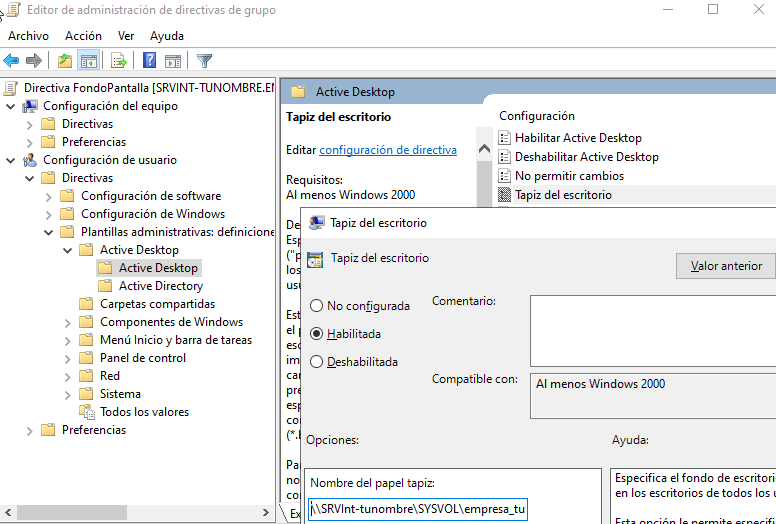 Editor de administración de directivas de grupo
Archivo Acción Ver Ayuda
Directiva FondoPantalla [SRVINT-TUNOMBRE.EM
Configuración del equipo
Directivas
Preferencias
Configuración de usuario
Directivas
Configuración de software
Configuración de Windows
Plantillas administrativas: definicione
Active Desktop
Active Desktop
Active Directory
Carpetas compartidas
Componentes de Windows
Menú Inicio y barra de tareas
Panel de control
Red
Sistema
Todos los valores
Preferencias
Active Desktop
Tapiz del escritorio
Editar configuración de directiva
Requisitos:
Al menos Windows 2000
De
Esp
("p
los
usu
Est
el p
esc
im
car
pre
esp
cor
(*.
Pa
no
co
Ex
Configuración
Habilitar Active Desktop
Deshabilitar Active Desktop
No permitir cambios
Tapiz del escritorio
Tapiz del escritorio
Tapiz del escritorio
Valor anterior
No configurada
Habilitada
Deshabilitada
Comentario:
Compatible con:
Al menos Windows 2000
Opciones:
Ayuda:
Nombre del papel tapiz:
\\SRVInt-tunombre\SYSVOL\empresa_tu
Especifica el fondo de escritori
en los escritorios de todos los u
Esta opción le permite especific